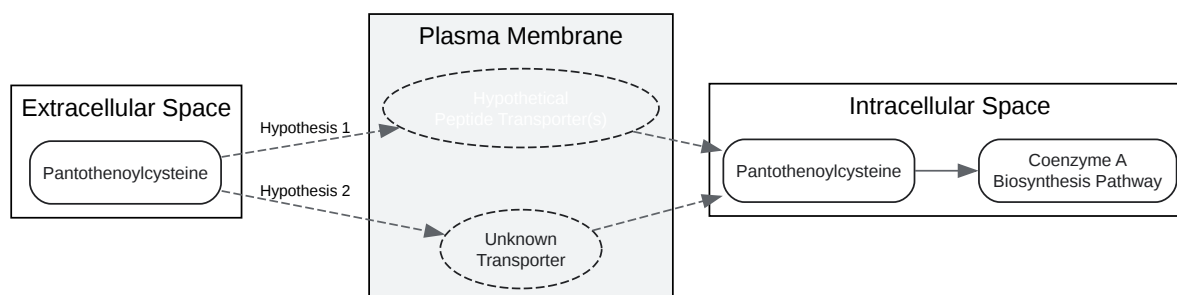 Plasma Membrane
Extracellular Space
Hypothetical
Peptide Transporter(s)
Intracellular Space
Hypothesis 1
Pantothenoylcysteine
Pantothenoylcysteine
Coenzyme A
Biosynthesis Pathway
Hypothesis 2
Unknown
Transporter